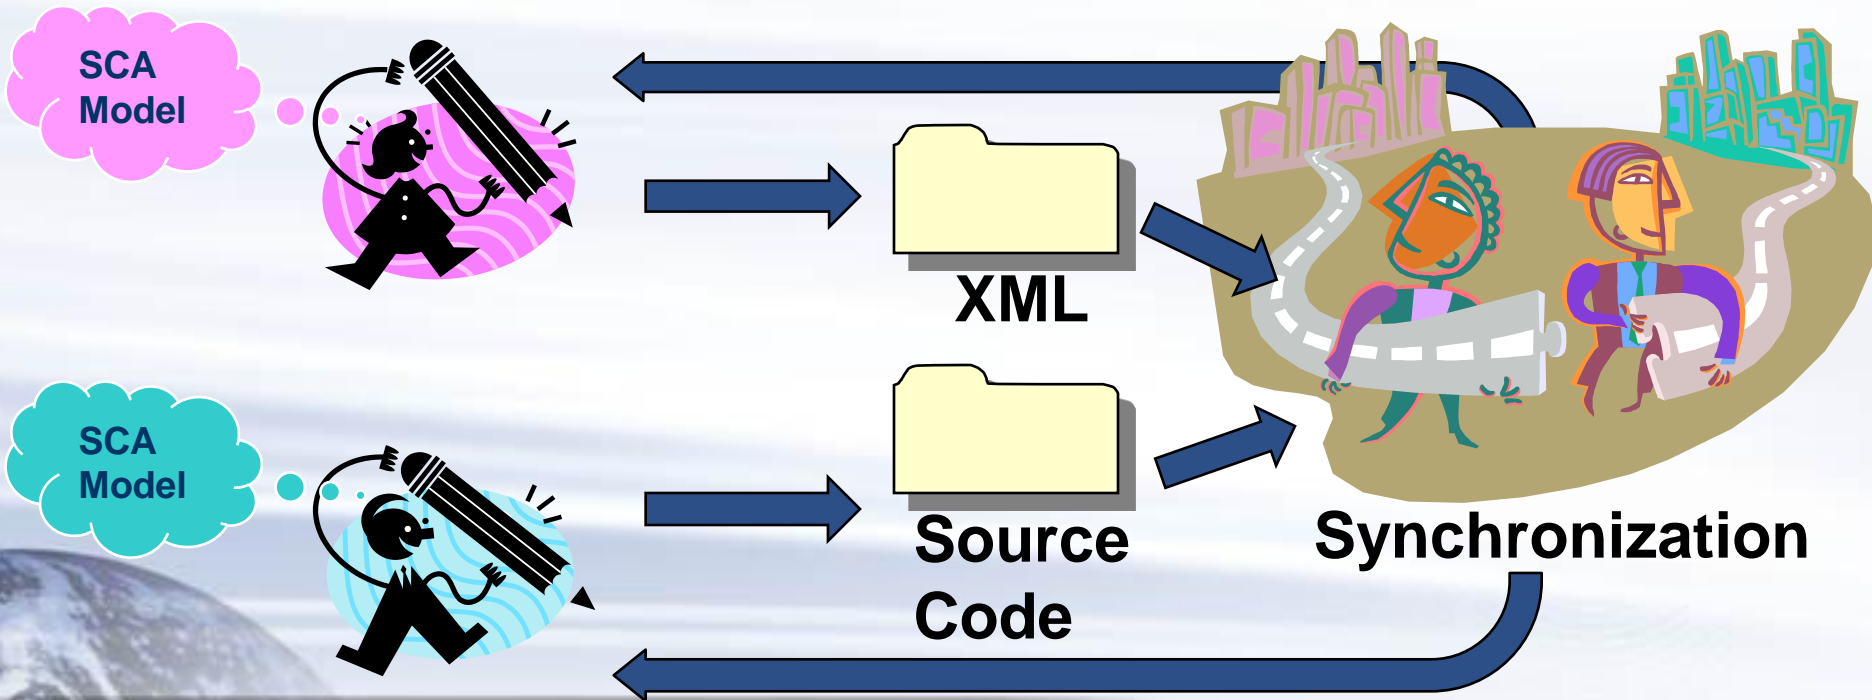 SCA
Model
XML
SCA
Model
Source
Code
Synchronization